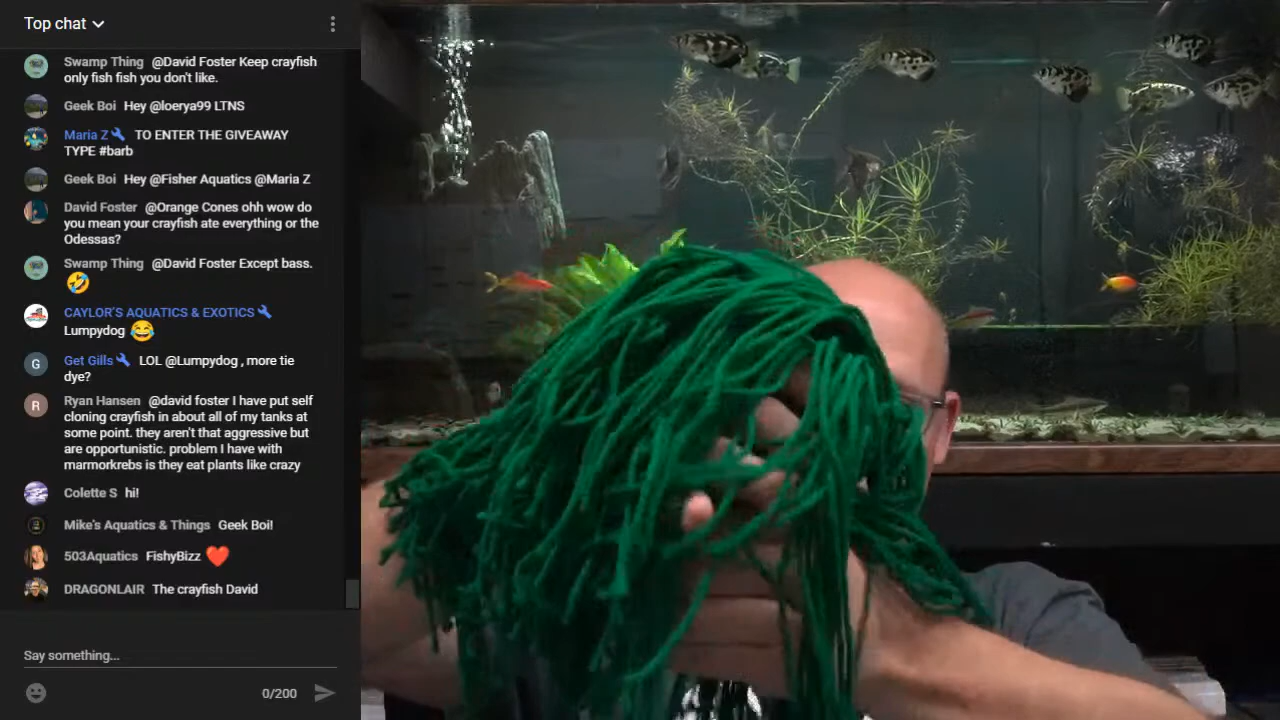 Top chat
Swamp Thing @David Foster Keep crayfish
only fish fish you don't like.
Geek Boi Hey @loerya99 LTNS
Maria Z TO ENTER THE GIVEAWAY
TYPE #barb
Geek Boi Hey @Fisher Aquatics @Maria Z
David Foster @Orange Cones ohh wow do
you mean your crayfish ate everything or the
Odessas?
Swamp Thing @David Foster Except bass.
🤣
CAYLOR'S AQUATICS & EXOTICS
Lumpydog 😂
G
Get Gills LOL @Lumpydog , more tie
dye?
R
Ryan Hansen @david foster I have put self
cloning crayfish in about all of my tanks at
some point. they aren't that aggressive but
are opportunistic. problem I have with
marmorkrebs is they eat plants like crazy
Colette S hi!
Mike's Aquatics & Things Geek Boi!
503Aquatics FishyBizz ❤️
DRAGONLAIR The crayfish David
Say something...
0/200